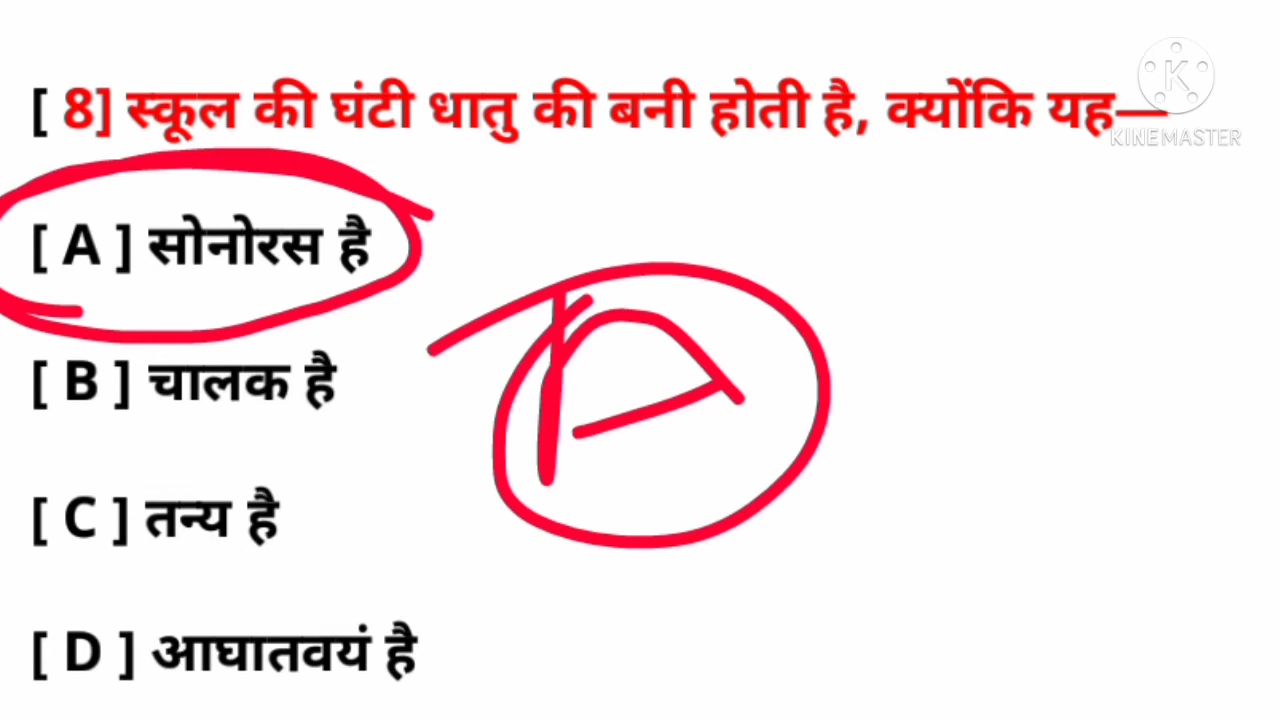 [ 8] स्कूल की घंटी धातु की बनी होती है, क्योंकि यह—
K
KINEMASTER
[ A ] सोनोरस है
A
[ B ] चालक है
[ C ] तन्य है
[ D ] आघातवयं है